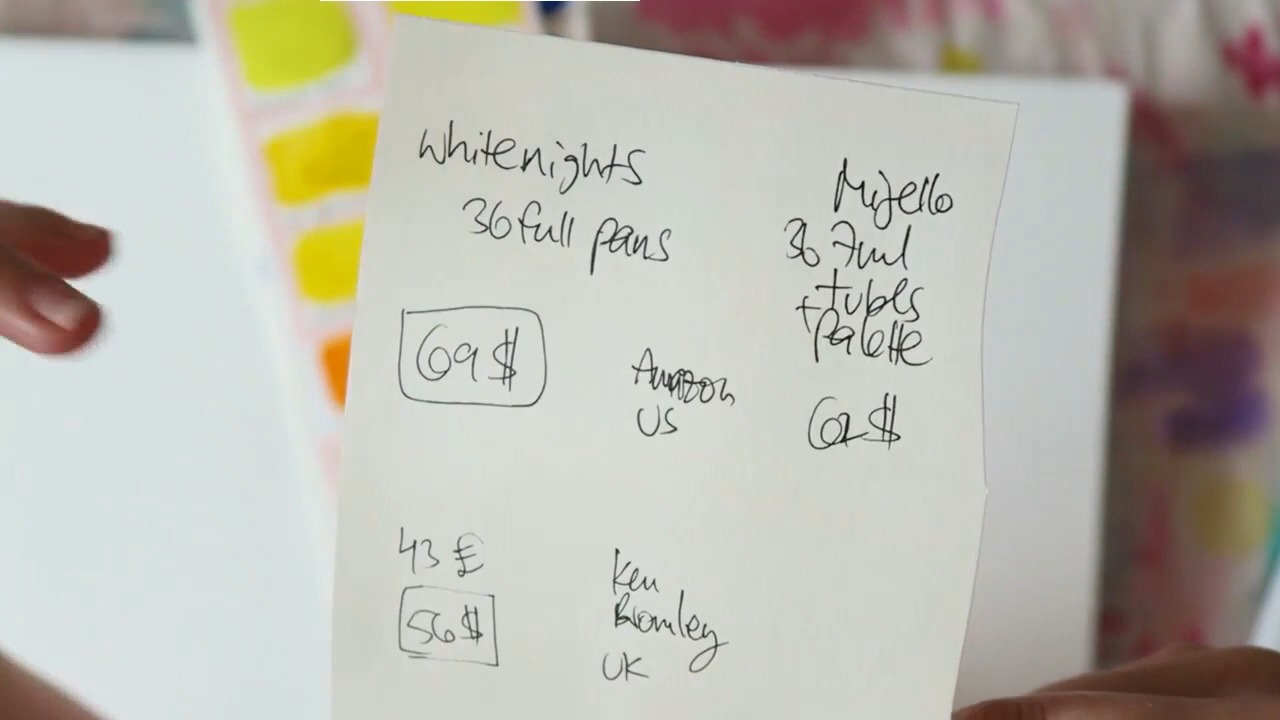 Whitenights
36 full pans
69 $
Mijello
36 7ml
tubes
+ Palette
62 $
Amazon
US
43 £
56 $
Ken
Bromley
UK